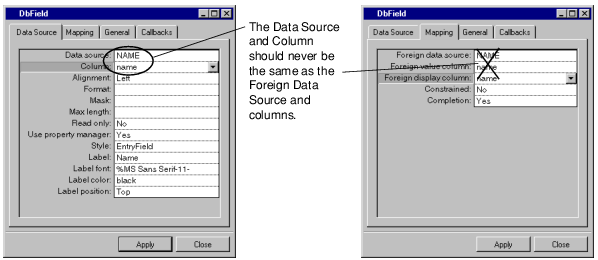 DbField
Data Source Mapping General Callbacks
Data source: NAME
Column: name
Alignment: Left
Format:
Mask:
Max length:
Read only: No
Use property manager: Yes
Style: EntryField
Label: Name
Label font: %MS Sans Serif-11-
Label color: black
Label position: Top
Apply Close
The Data Source
and Column
should never be
the same as the
Foreign Data
Source and
columns.
DbField
Data Source Mapping General Callbacks
Foreign data source: NAME
Foreign value column: name
Foreign display column: name
Constrained: No
Completion: Yes
Apply Close